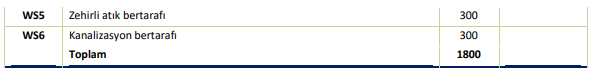 WS5 Zehirli atık bertarafı 300
WS6 Kanalizasyon bertarafı 300
Toplam 1800